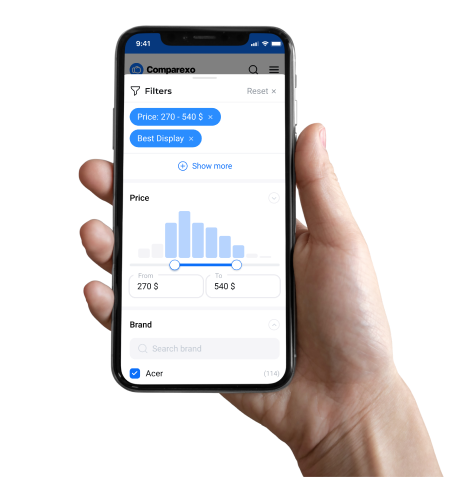 9:41
Comparexo
Filters Reset ×
Price: 270 - 540 $ ×
Best Display ×
Show more
Price
From To
270 $ 540 $
Brand
Search brand
Acer (114)